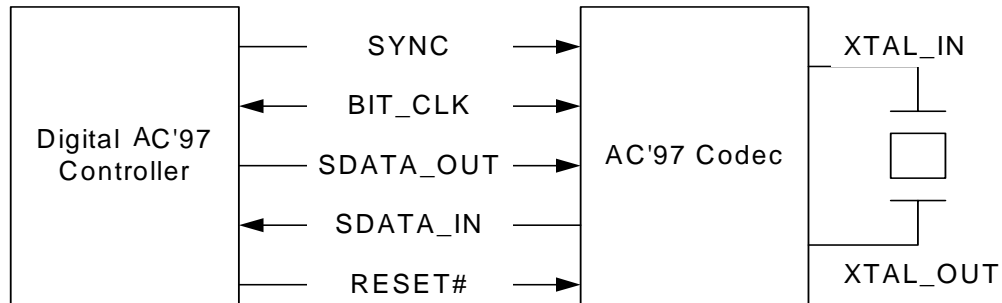 SYNC
XTAL_IN
BIT_CLK
Digital AC'97
Controller
SDATA_OUT
AC'97 Codec
SDATA_IN
RESET#
XTAL_OUT